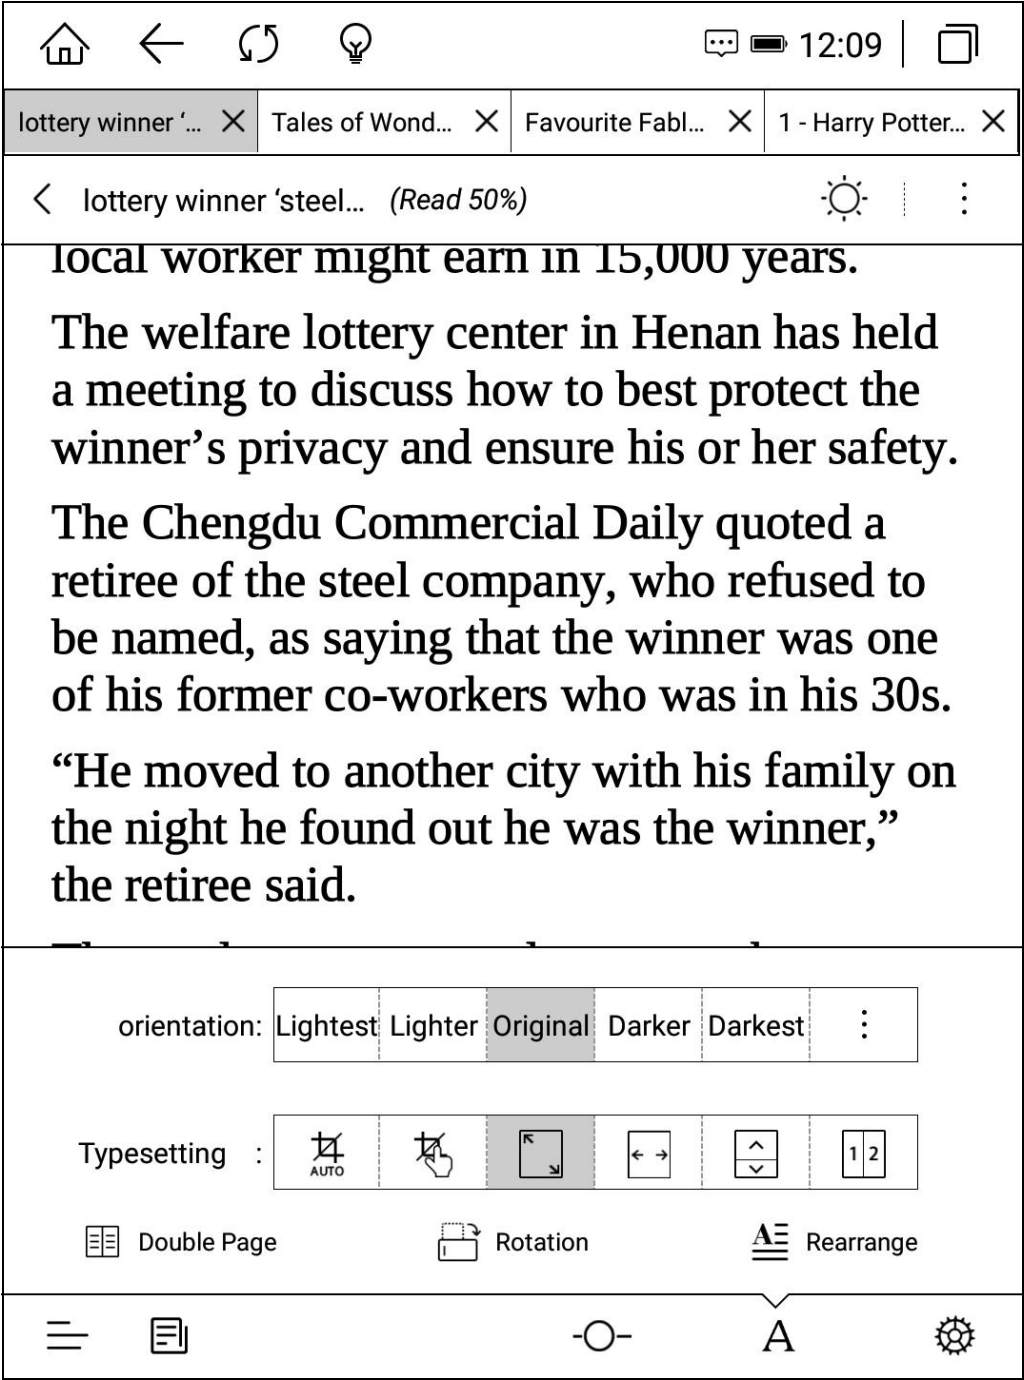 12:09
lottery winner ‘... Tales of Wond... Favourite Fabl... 1 - Harry Potter...
lottery winner ‘steel... (Read 50%)
local worker might earn in 15,000 years.
The welfare lottery center in Henan has held
a meeting to discuss how to best protect the
winner’s privacy and ensure his or her safety.
The Chengdu Commercial Daily quoted a
retiree of the steel company, who refused to
be named, as saying that the winner was one
of his former co-workers who was in his 30s.
“He moved to another city with his family on
the night he found out he was the winner,”
the retiree said.
orientation: Lightest Lighter Original Darker Darkest
Typesetting : AUTO 1 2
Double Page Rotation A Rearrange
A